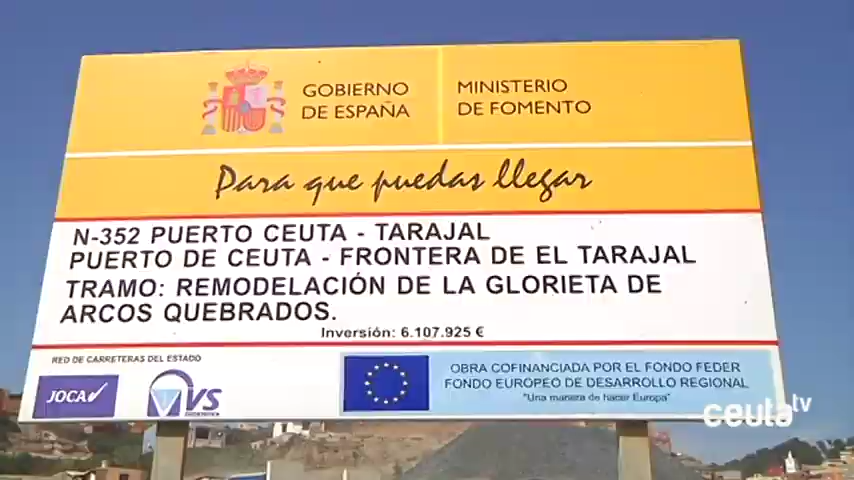 GOBIERNO
DE ESPAÑA
MINISTERIO
DE FOMENTO
Para que puedas llegar
N-352 PUERTO CEUTA - TARAJAL
PUERTO DE CEUTA - FRONTERA DE EL TARAJAL
TRAMO: REMODELACIÓN DE LA GLORIETA DE
ARCOS QUEBRADOS.
Inversión: 6.107.925 €
RED DE CARRETERAS DEL ESTADO
JOCA
VS
OBRA COFINANCIADA POR EL FONDO FEDER
FONDO EUROPEO DE DESARROLLO REGIONAL
"Una manera de hacer Europa"
ceuta tv